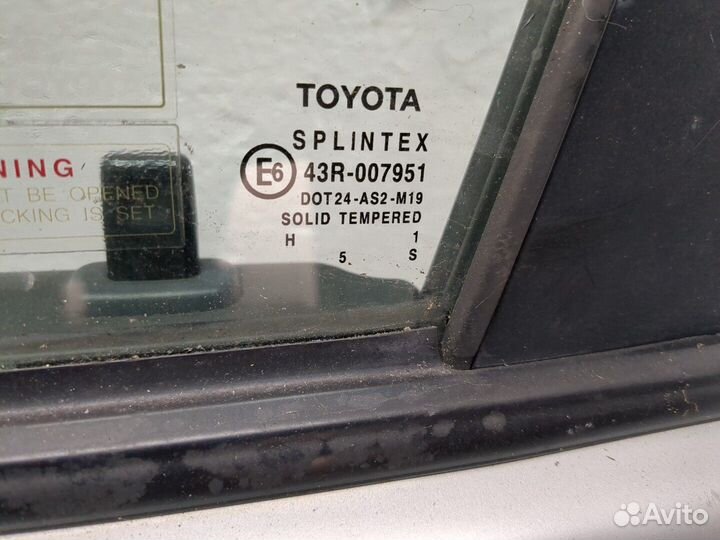 TOYOTA
SPLINTEX
E6 43R-007951
DOT24-AS2-M19
SOLID TEMPERED
H 1
5 S
NING
T BE OPENED
CKING IS SET
Avito